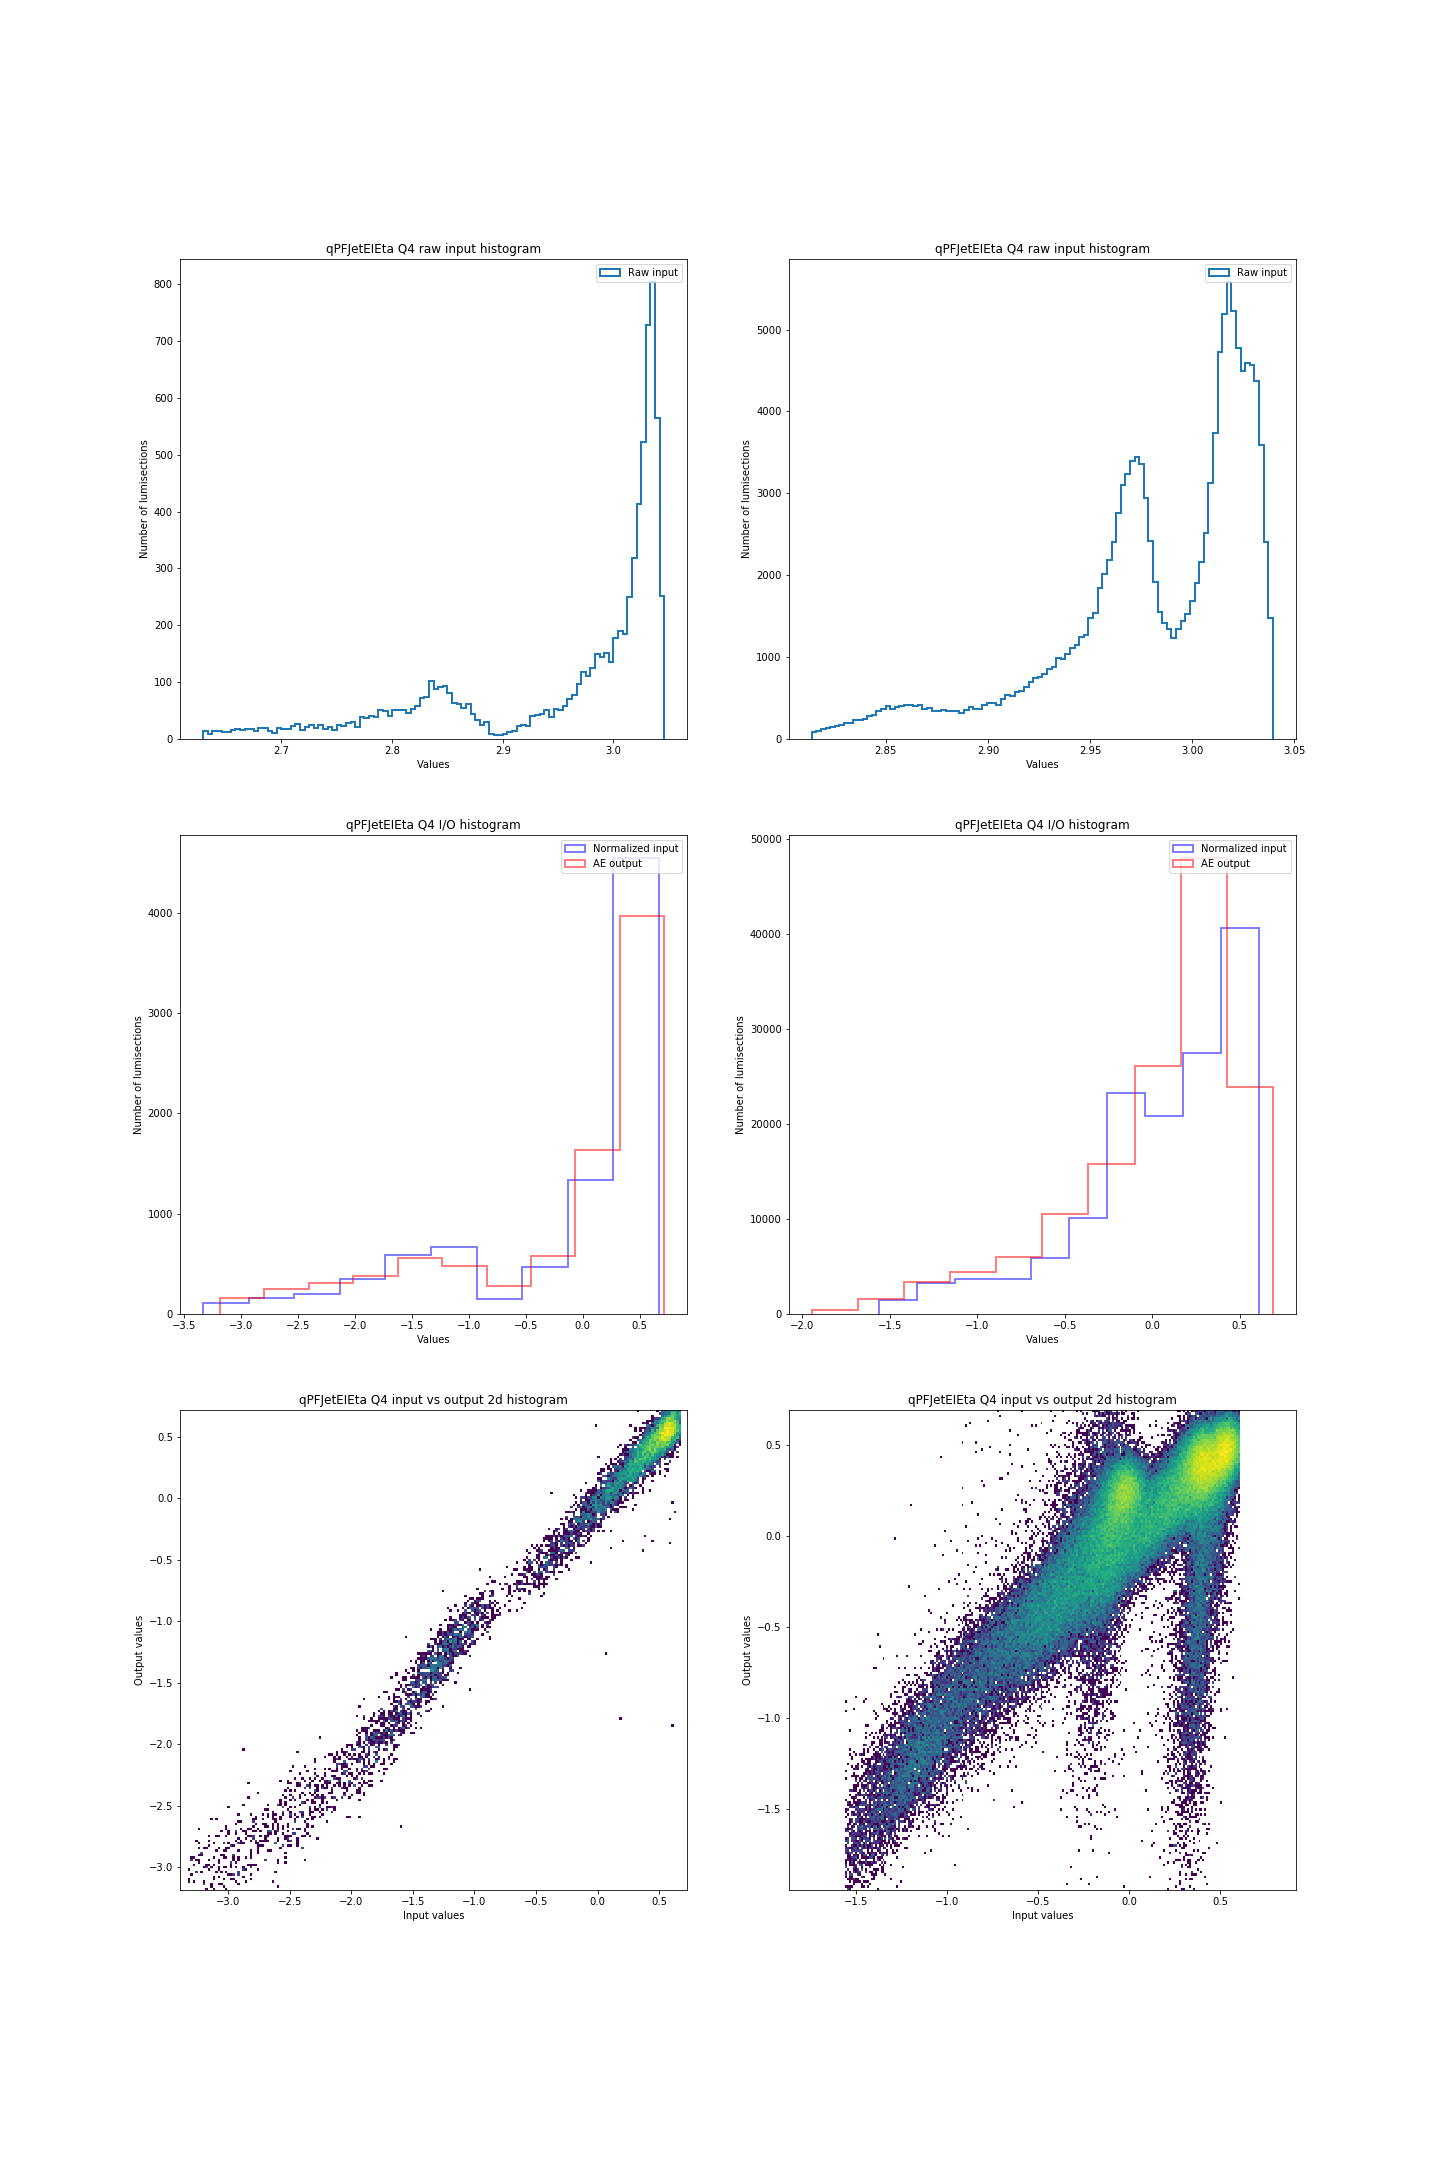 qPFJetEIEta Q4 raw input histogram
Raw input
800
700
600
500
400
300
200
100
0
Number of lumisections
2.7 2.8 2.9 3.0
Values
qPFJetEIEta Q4 raw input histogram
Raw input
5000
4000
3000
2000
1000
0
Number of lumisections
2.85 2.90 2.95 3.00 3.05
Values
qPFJetEIEta Q4 I/O histogram
Normalized input
AE output
4000
3000
2000
1000
0
Number of lumisections
−3.5 −3.0 −2.5 −2.0 −1.5 −1.0 −0.5 0.0 0.5
Values
qPFJetEIEta Q4 I/O histogram
Normalized input
AE output
50000
40000
30000
20000
10000
0
Number of lumisections
−2.0 −1.5 −1.0 −0.5 0.0 0.5
Values
qPFJetEIEta Q4 input vs output 2d histogram
0.5
0.0
−0.5
−1.0
−1.5
−2.0
−2.5
−3.0
Output values
−3.0 −2.5 −2.0 −1.5 −1.0 −0.5 0.0 0.5
Input values
qPFJetEIEta Q4 input vs output 2d histogram
0.5
0.0
−0.5
−1.0
−1.5
Output values
−1.5 −1.0 −0.5 0.0 0.5
Input values